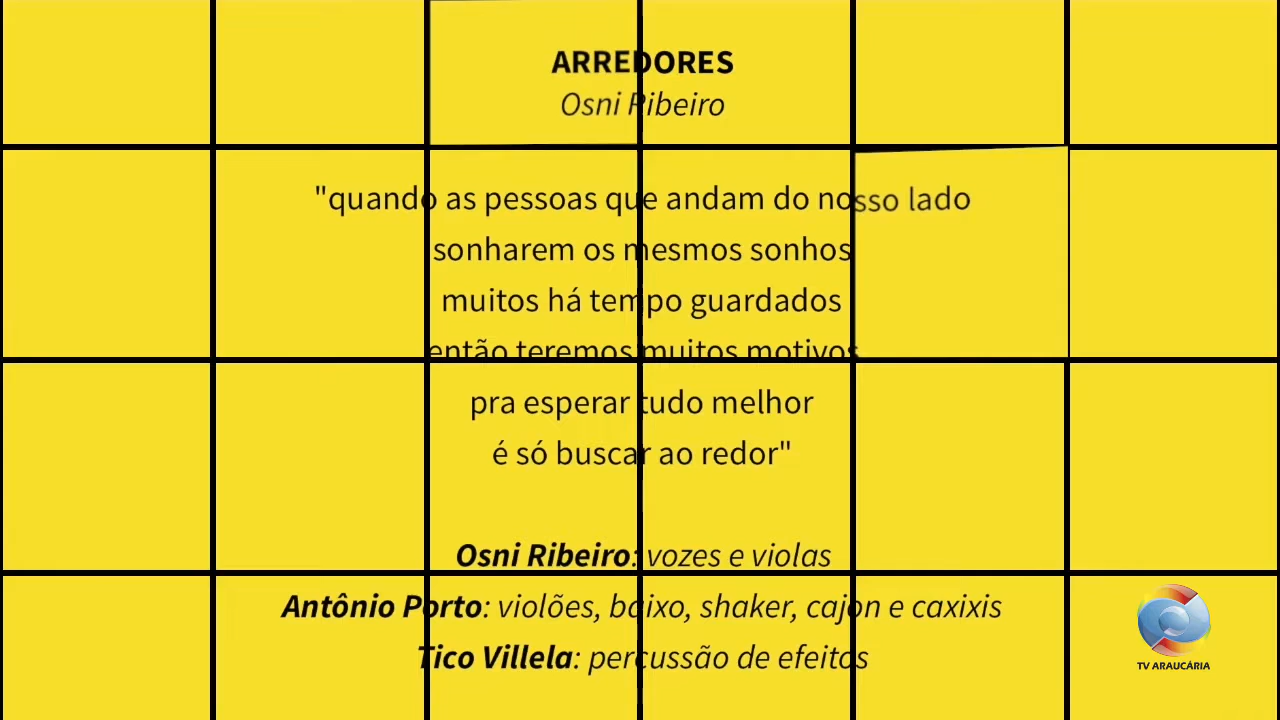 ARREDORES
Osni Ribeiro
"quando as pessoas que andam do nosso lado
sonharem os mesmos sonhos
muitos há tempo guardados
então teremos muitos motivos
pra esperar tudo melhor
é só buscar ao redor"
Osni Ribeiro: vozes e violas
Antônio Porto: violões, baixo, shaker, cajon e caxixis
Tico Villela: percussão de efeitos
TV ARAUCÁRIA